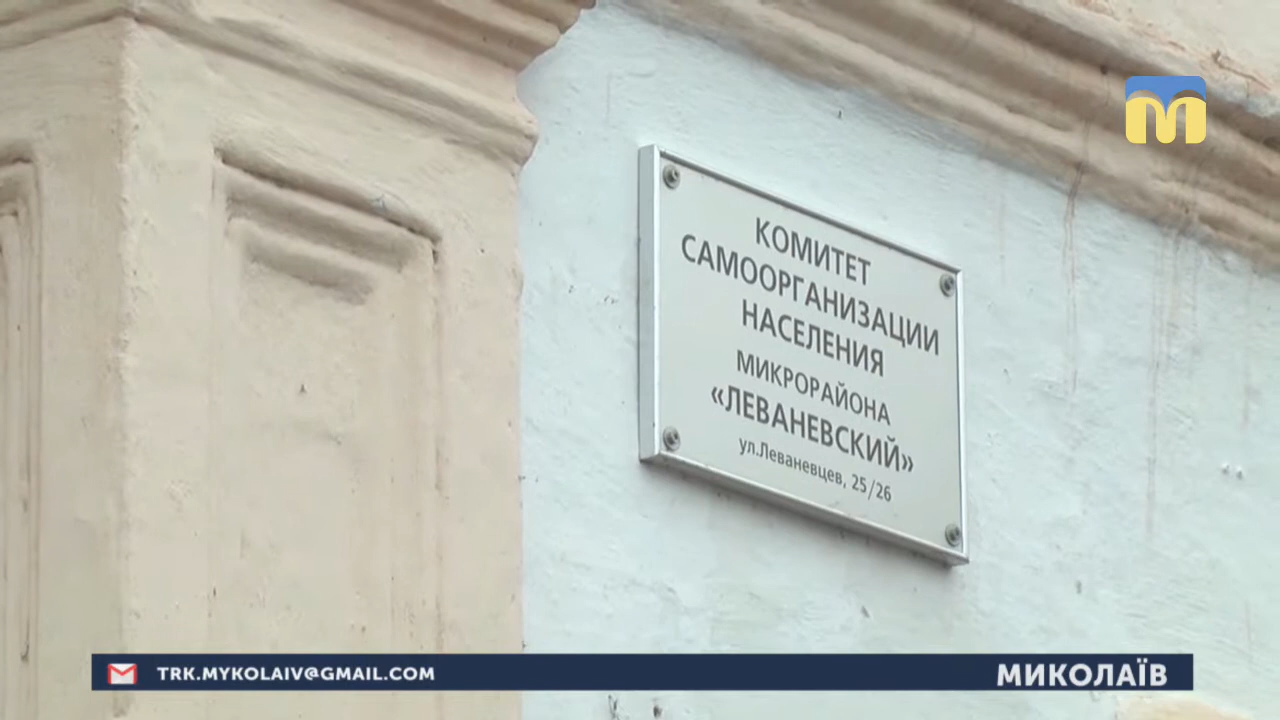 КОМИТЕТ
САМООРГАНИЗАЦИИ
НАСЕЛЕНИЯ
МИКРОРАЙОНА
«ЛЕВАНЕВСКИЙ»
ул.Леваневцев, 25/26
TRK.MYKOLAIV@GMAIL.COM
МИКОЛАЇВ